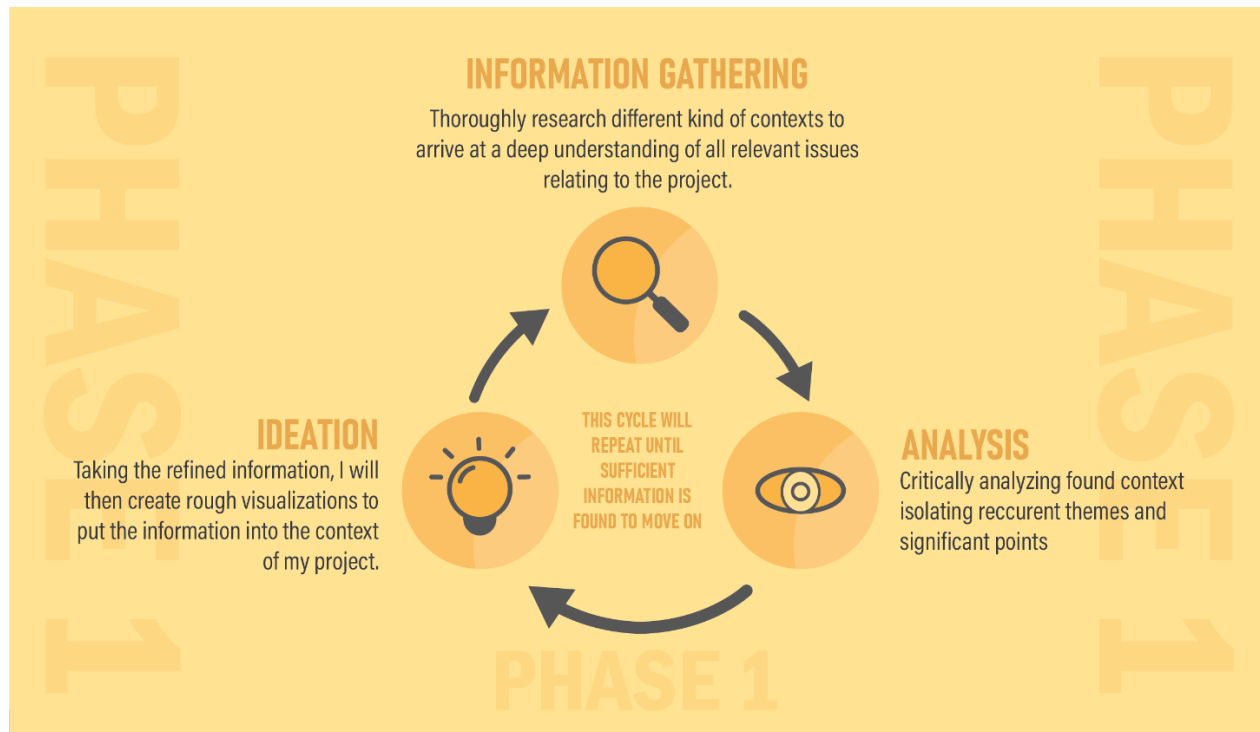 INFORMATION GATHERING
Thoroughly research different kind of contexts to
arrive at a deep understanding of all relevant issues
relating to the project.
IDEATION
Taking the refined information, I will
then create rough visualizations to
put the information into the context
of my project.
THIS CYCLE WILL
REPEAT UNTIL
SUFFICIENT
INFORMATION IS
FOUND TO MOVE ON
ANALYSIS
Critically analyzing found context
isolating reccurent themes and
significant points
PHASE 1
PHASE 1
PHASE 1